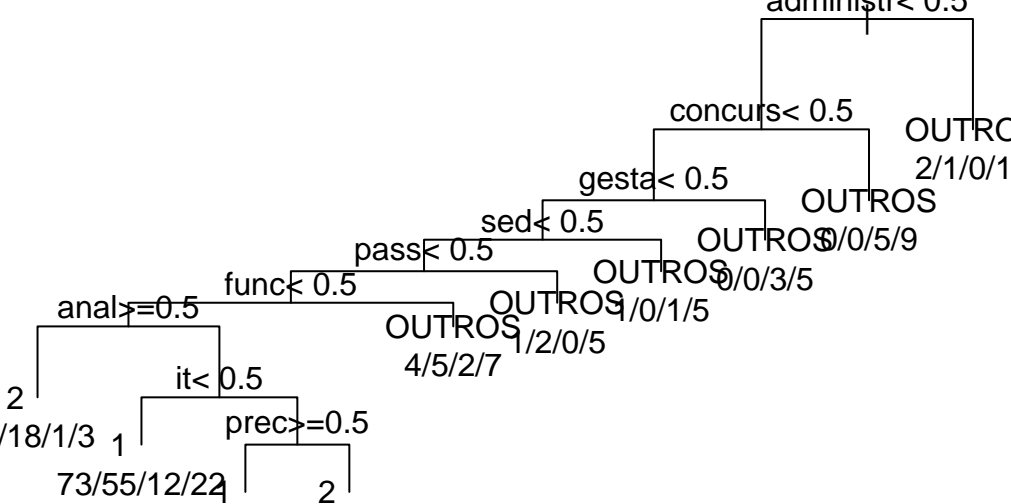 administr< 0.5
concurs< 0.5
OUTRO
2/1/0/1
gesta< 0.5
OUTROS
0/0/5/9
sed< 0.5
OUTROS
0/0/3/5
pass< 0.5
OUTROS
1/0/1/5
func< 0.5
OUTROS
1/2/0/5
anal>=0.5
OUTROS
4/5/2/7
it< 0.5
2
/18/1/3
prec>=0.5
1
73/55/12/22
1
2